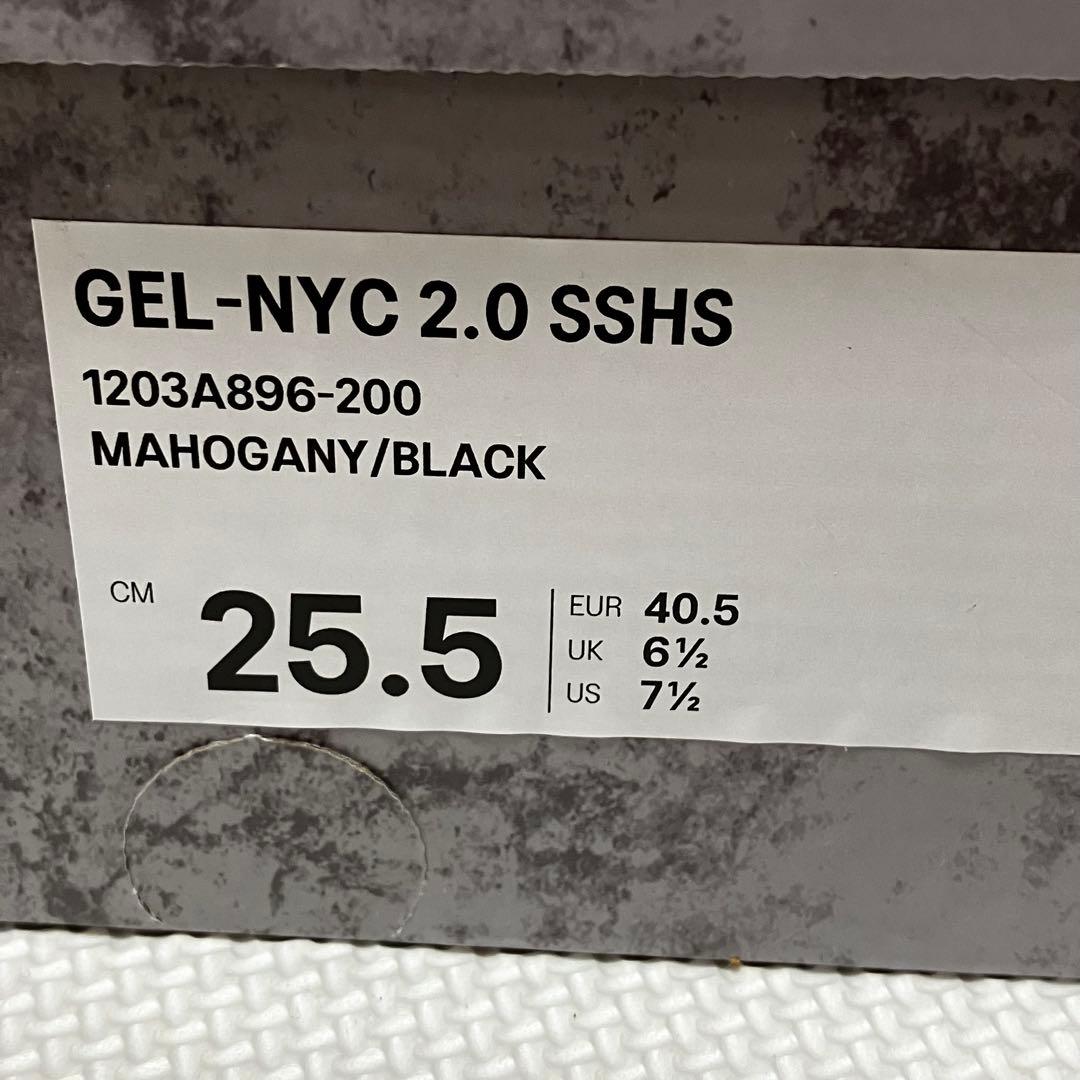 GEL-NYC 2.0 SSHS
1203A896-200
MAHOGANY/BLACK
CM 25.5
EUR 40.5
UK 6½
US 7½